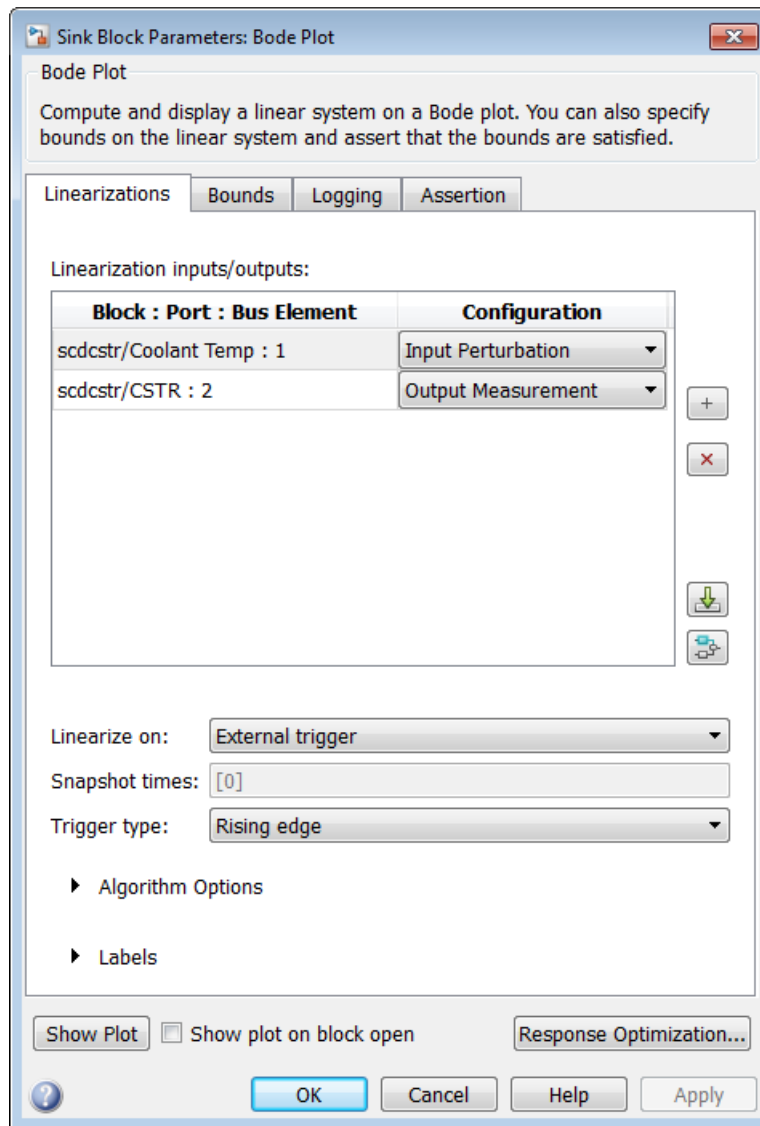 Sink Block Parameters: Bode Plot
Bode Plot
Compute and display a linear system on a Bode plot. You can also specify
bounds on the linear system and assert that the bounds are satisfied.
Linearizations Bounds Logging Assertion
Linearization inputs/outputs:
Block : Port : Bus Element Configuration
scdcstr/Coolant Temp : 1 Input Perturbation
scdcstr/CSTR : 2 Output Measurement
Linearize on: External trigger
Snapshot times: [0]
Trigger type: Rising edge
Algorithm Options
Labels
Show Plot Show plot on block open Response Optimization...
OK Cancel Help Apply